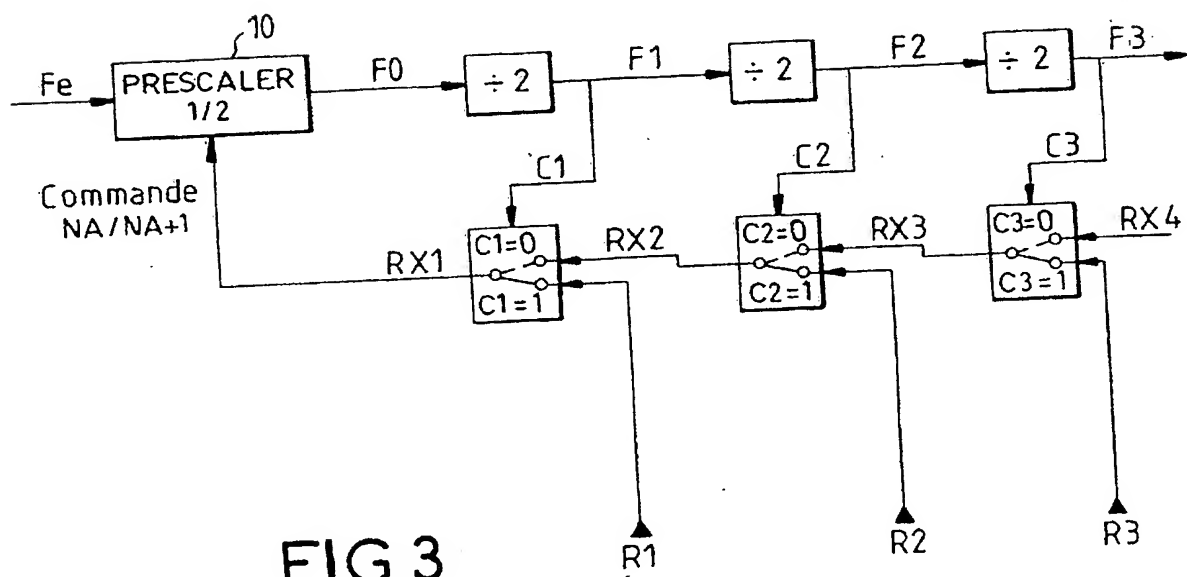 10
Fe
PRESCALER
1/2
F0
÷ 2
F1
÷ 2
F2
÷ 2
F3
C1
C2
C3
Commande
NA/NA+1
RX1
C1=0
C1=1
RX2
C2=0
C2=1
RX3
C3=0
C3=1
RX4
R1
R2
R3
FIG 3